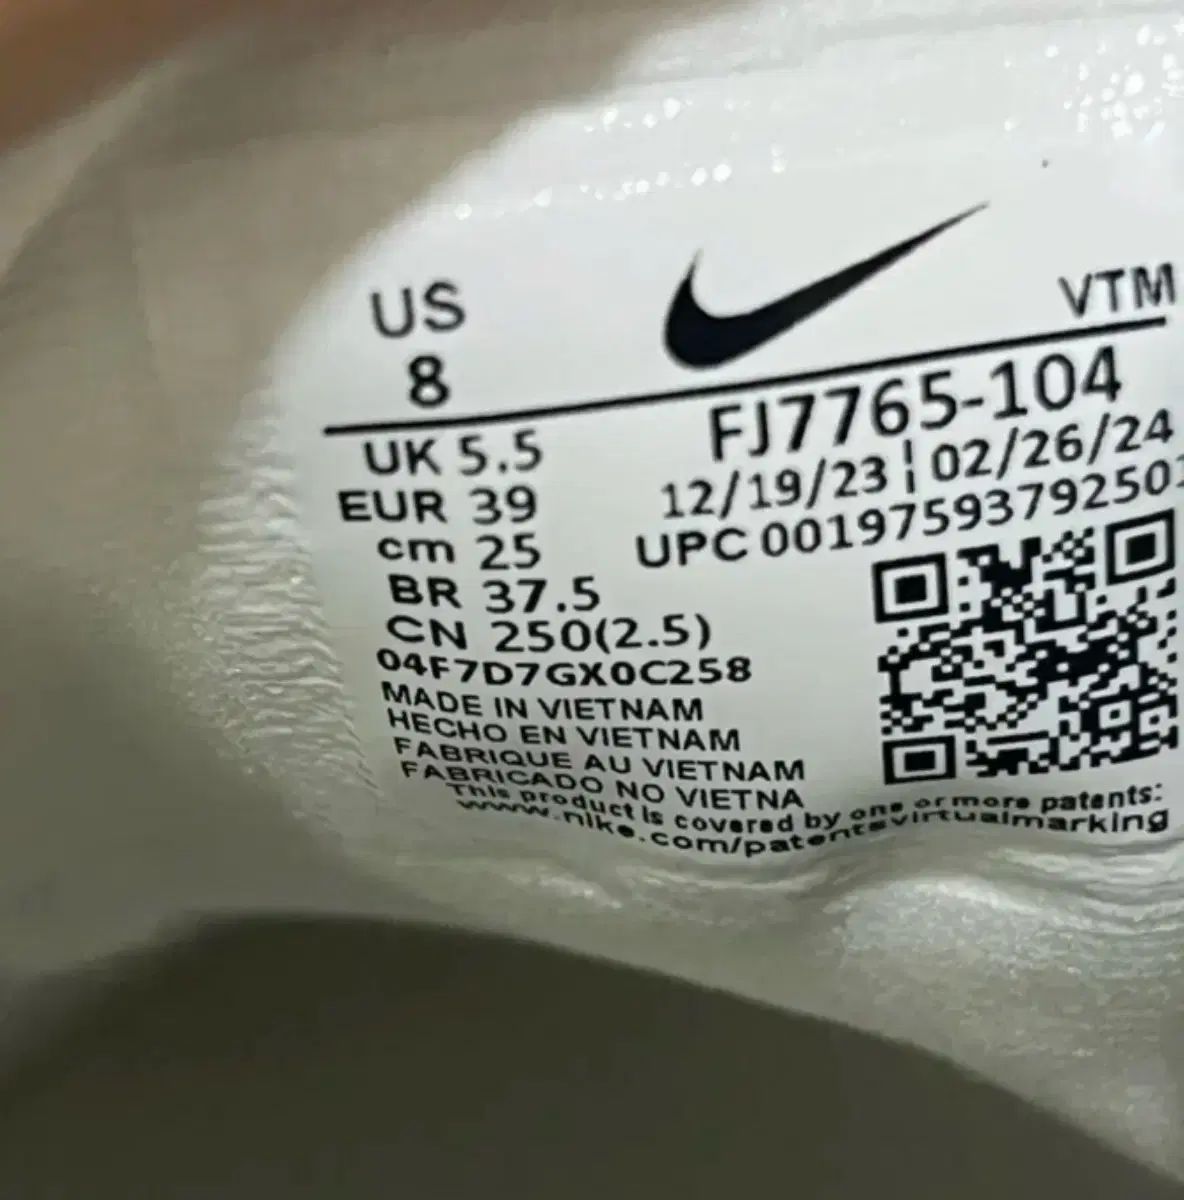 US
8
VTM
UK 5.5
EUR 39
cm 25
BR 37.5
CN 250(2.5)
FJ7765-104
12/19/23 ¦ 02/26/24
UPC 00197593792501
04F7D7GX0C258
MADE IN VIETNAM
HECHO EN VIETNAM
FABRIQUE AU VIETNAM
FABRICADO NO VIETNA
This product is covered by one or more patents:
www.nike.com/patentsvirtualmarking